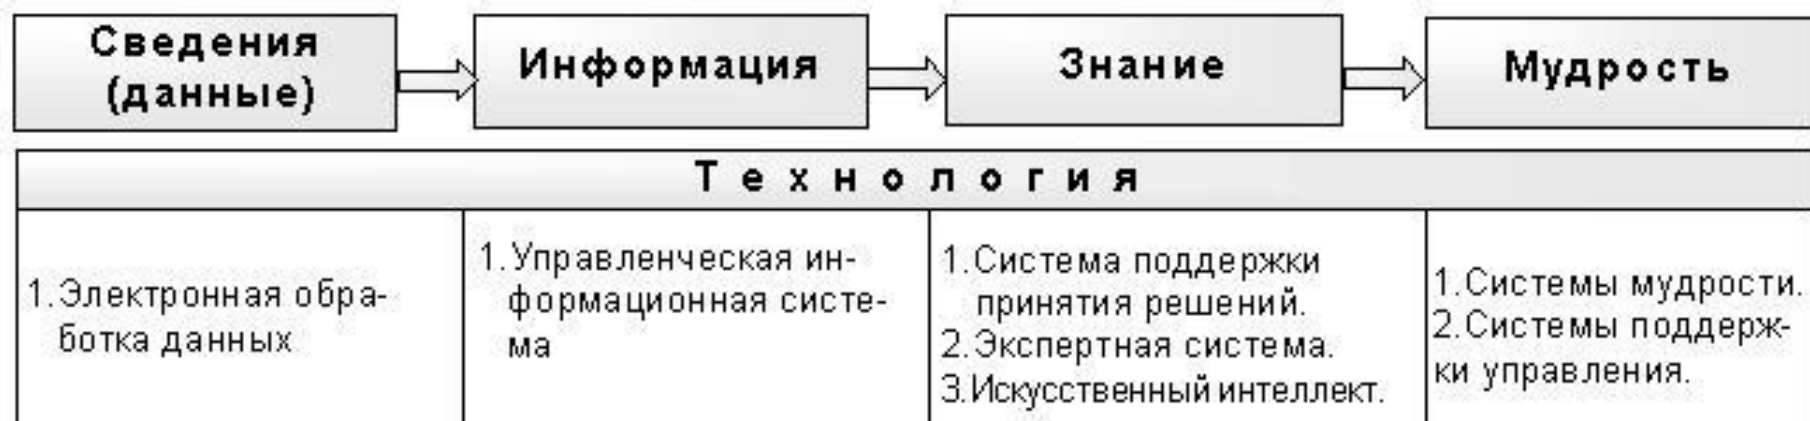 Сведения
(данные)
Информация
Знание
Мудрость
Технология
1. Электронная обра-
ботка данных
1. Управленческая ин-
формационная систе-
ма
1. Система поддержки
принятия решений.
2. Экспертная система.
3. Искусственный интеллект.
1. Системы мудрости.
2. Системы поддерж-
ки управления.